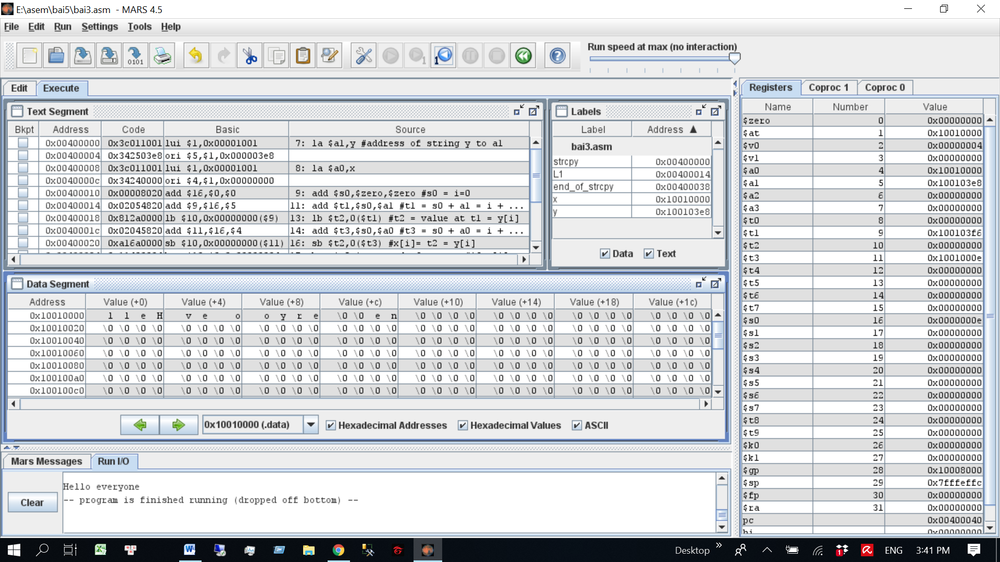 E:\asem\bai5\bai3.asm - MARS 4.5
File Edit Run Settings Tools Help
Run speed at max (no interaction)
Edit Execute
Text Segment
Bkpt Address Code Basic Source
0x00400000 0x3c011001 lui $1,0x00001001 7: la $a1,y #address of string y to a1
0x00400004 0x342503e8 ori $5,$1,0x000003e8
0x00400008 0x3c011001 lui $1,0x00001001 8: la $a0,x
0x0040000c 0x34240000 ori $4,$1,0x00000000
0x00400010 0x00008020 add $16,$0,$0 9: add $s0,$zero,$zero #s0 = i=0
0x00400014 0x02054820 add $9,$16,$5 11: add $t1,$s0,$a1 #t1 = s0 + a1 = i + ...
0x00400018 0x812a0000 lb $10,0x00000000($9) 13: lb $t2,0($t1) #t2 = value at t1 = y[i]
0x0040001c 0x02045820 add $11,$16,$4 14: add $t3,$s0,$a0 #t3 = s0 + a0 = i + ...
0x00400020 0xa16a0000 sb $10,0x00000000($11) 16: sb $t2,0($t3) #x[i]= t2 = y[i]
Labels
Label Address ▲
bai3.asm
strcpy 0x00400000
L1 0x00400014
end_of_strcpy 0x00400038
x 0x10010000
y 0x100103e8
Data Text
Data Segment
Address Value (+0) Value (+4) Value (+8) Value (+c) Value (+10) Value (+14) Value (+18) Value (+1c)
0x10010000 l l e H v e o o y r e \0 \0 e n \0 \0 \0 \0 \0 \0 \0 \0 \0 \0 \0 \0 \0 \0 \0 \0
0x10010020 \0 \0 \0 \0 \0 \0 \0 \0 \0 \0 \0 \0 \0 \0 \0 \0 \0 \0 \0 \0 \0 \0 \0 \0 \0 \0 \0 \0 \0 \0 \0 \0
0x10010040 \0 \0 \0 \0 \0 \0 \0 \0 \0 \0 \0 \0 \0 \0 \0 \0 \0 \0 \0 \0 \0 \0 \0 \0 \0 \0 \0 \0 \0 \0 \0 \0
0x10010060 \0 \0 \0 \0 \0 \0 \0 \0 \0 \0 \0 \0 \0 \0 \0 \0 \0 \0 \0 \0 \0 \0 \0 \0 \0 \0 \0 \0 \0 \0 \0 \0
0x10010080 \0 \0 \0 \0 \0 \0 \0 \0 \0 \0 \0 \0 \0 \0 \0 \0 \0 \0 \0 \0 \0 \0 \0 \0 \0 \0 \0 \0 \0 \0 \0 \0
0x100100a0 \0 \0 \0 \0 \0 \0 \0 \0 \0 \0 \0 \0 \0 \0 \0 \0 \0 \0 \0 \0 \0 \0 \0 \0 \0 \0 \0 \0 \0 \0 \0 \0
0x100100c0 \0 \0 \0 \0 \0 \0 \0 \0 \0 \0 \0 \0 \0 \0 \0 \0 \0 \0 \0 \0 \0 \0 \0 \0 \0 \0 \0 \0 \0 \0 \0 \0
0x10010000 (.data) Hexadecimal Addresses Hexadecimal Values ASCII
Mars Messages Run I/O
Clear
Hello everyone
-- program is finished running (dropped off bottom) --
Registers Coproc 1 Coproc 0
Name Number Value
$zero 0 0x00000000
$at 1 0x10010000
$v0 2 0x00000004
$v1 3 0x00000000
$a0 4 0x10010000
$a1 5 0x100103e8
$a2 6 0x00000000
$a3 7 0x00000000
$t0 8 0x00000000
$t1 9 0x100103f6
$t2 10 0x00000000
$t3 11 0x1001000e
$t4 12 0x00000000
$t5 13 0x00000000
$t6 14 0x00000000
$t7 15 0x00000000
$s0 16 0x0000000e
$s1 17 0x00000000
$s2 18 0x00000000
$s3 19 0x00000000
$s4 20 0x00000000
$s5 21 0x00000000
$s6 22 0x00000000
$s7 23 0x00000000
$t8 24 0x00000000
$t9 25 0x00000000
$k0 26 0x00000000
$k1 27 0x00000000
$gp 28 0x10008000
$sp 29 0x7fffeffc
$fp 30 0x00000000
$ra 31 0x00000000
pc 0x00400040
hi 0x00000000
Desktop » ENG 3:41 PM